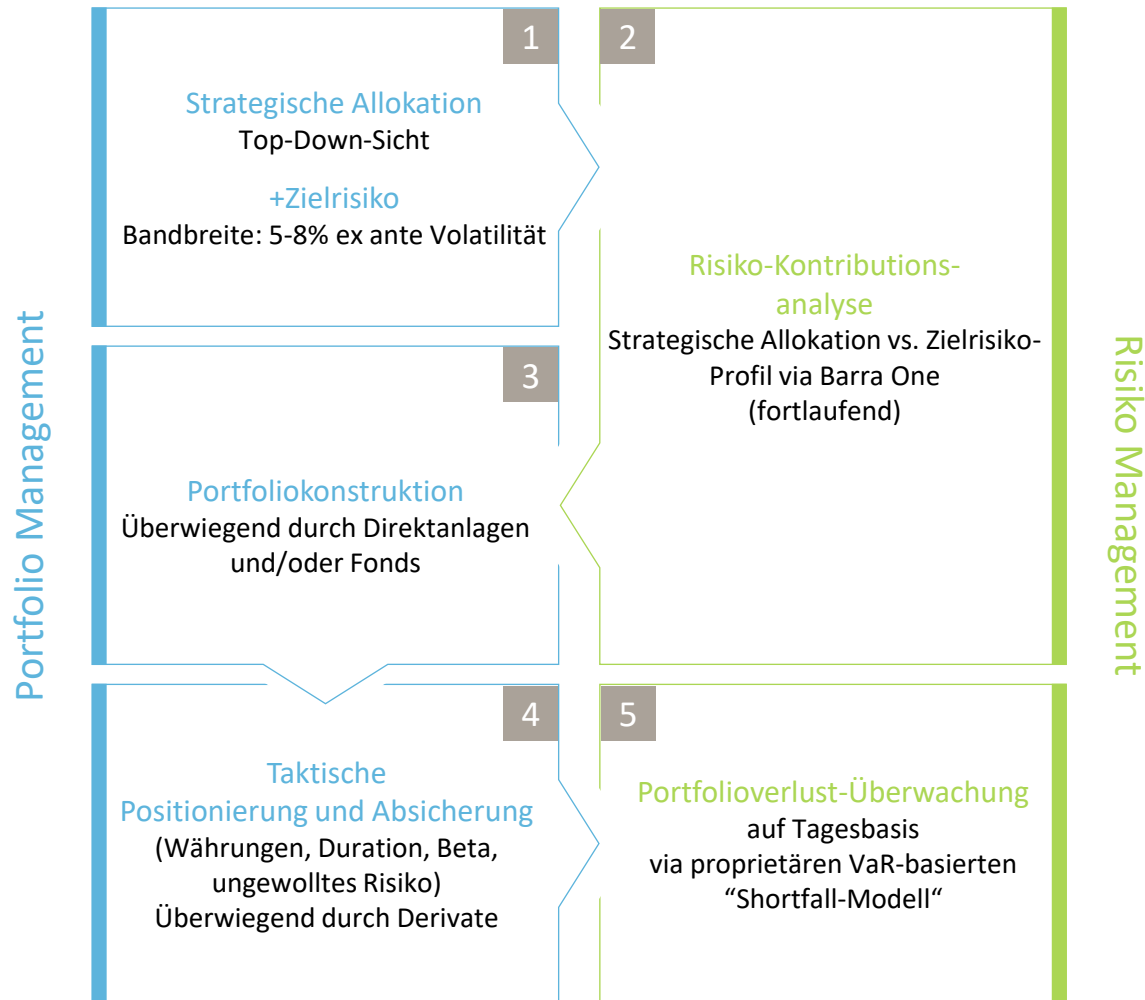 Portfolio Management
1
Strategische Allokation
Top-Down-Sicht
+Zielrisiko
Bandbreite: 5-8% ex ante Volatilität
2
Risiko-Kontributions-
analyse
Strategische Allokation vs. Zielrisiko-
Profil via Barra One
(fortlaufend)
3
Portfoliokonstruktion
Überwiegend durch Direktanlagen
und/oder Fonds
4
Taktische
Positionierung und Absicherung
(Währungen, Duration, Beta,
ungewolltes Risiko)
Überwiegend durch Derivate
5
Portfolioverlust-Überwachung
auf Tagesbasis
via proprietären VaR-basierten
“Shortfall-Modell“
Risiko Management